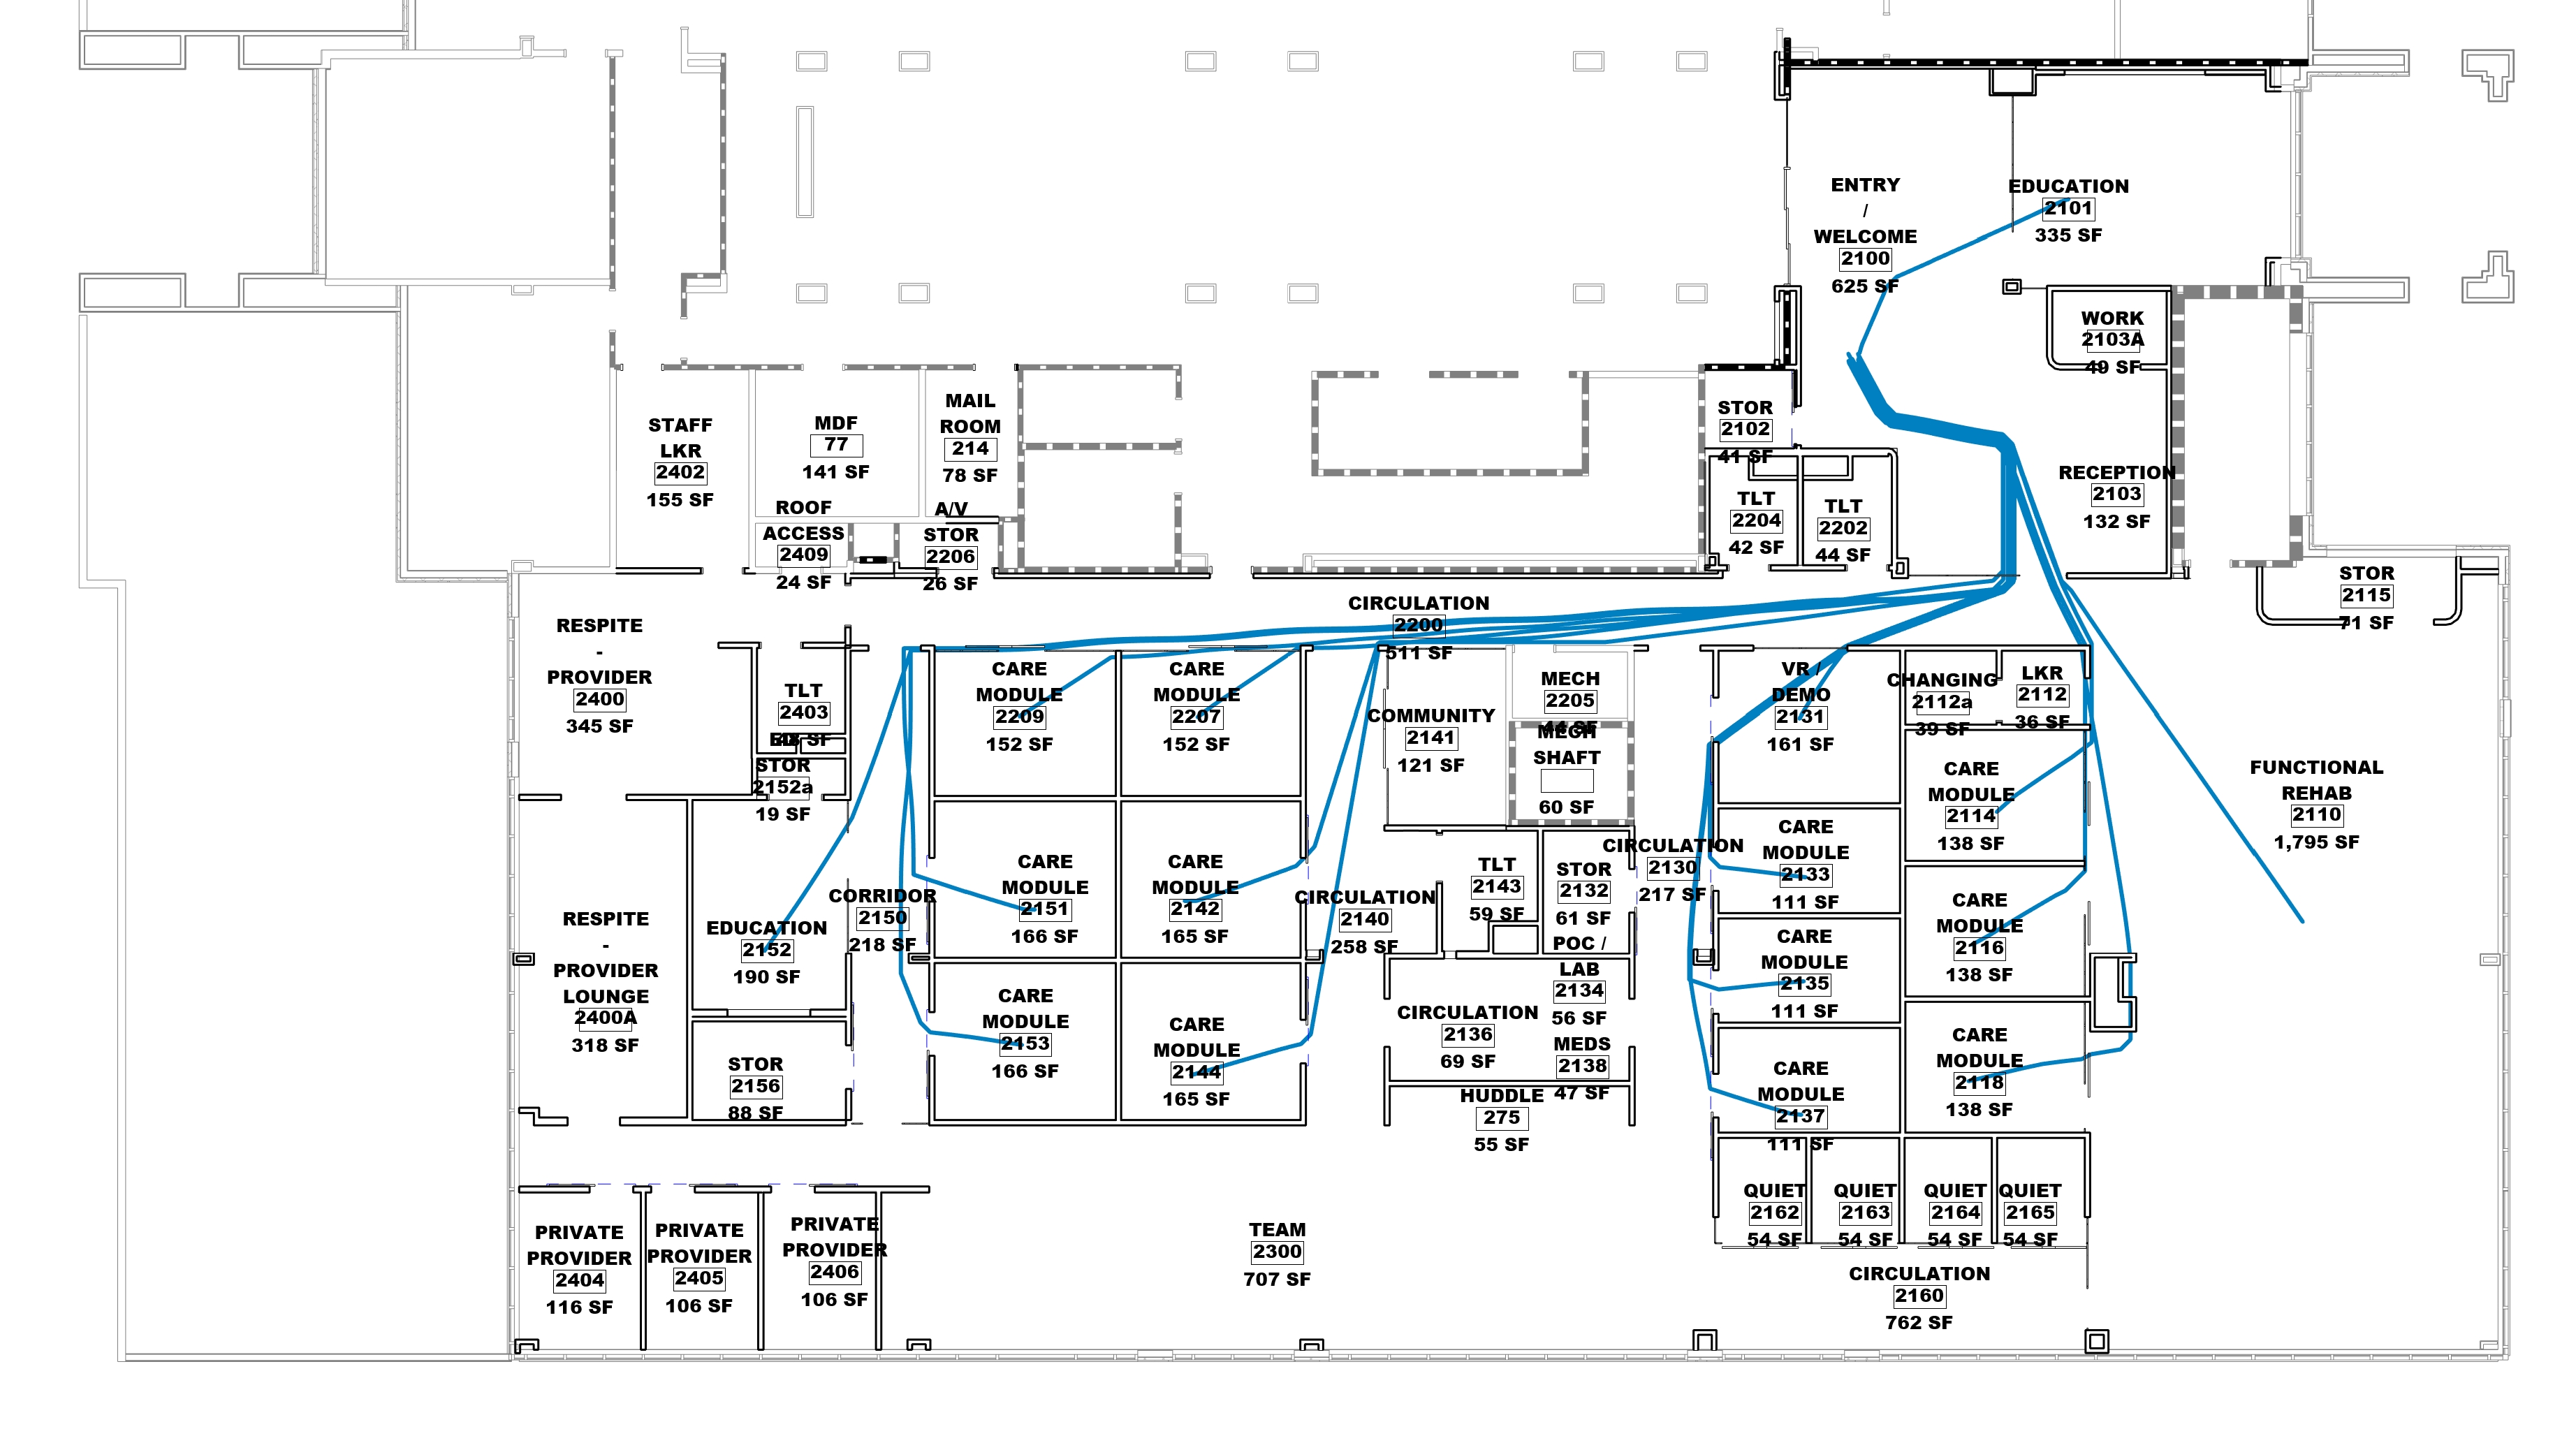 ENTRY
/
WELCOME
2100
625 SF
EDUCATION
2101
335 SF
WORK
2103A
49 SF
STOR
2102
41 SF
RECEPTION
2103
132 SF
TLT
2204
42 SF
TLT
2202
44 SF
STAFF
LKR
2402
155 SF
MDF
77
141 SF
MAIL
ROOM
214
78 SF
ROOF
ACCESS
2409
24 SF
A/V
STOR
2206
26 SF
STOR
2115
71 SF
CIRCULATION
2200
511 SF
RESPITE
-
PROVIDER
2400
345 SF
TLT
2403
48 SF
STOR
2152a
19 SF
CARE
MODULE
2209
152 SF
CARE
MODULE
2207
152 SF
COMMUNITY
2141
121 SF
MECH
2205
44 SF
MECH
SHAFT
60 SF
VR /
DEMO
2131
161 SF
CHANGING
2112a
39 SF
LKR
2112
36 SF
CARE
MODULE
2114
138 SF
FUNCTIONAL
REHAB
2110
1,795 SF
CARE
MODULE
2133
111 SF
CIRCULATION
2130
217 SF
TLT
2143
59 SF
STOR
2132
61 SF
CARE
MODULE
2151
166 SF
CARE
MODULE
2142
165 SF
CIRCULATION
2140
258 SF
CORRIDOR
2150
218 SF
EDUCATION
2152
190 SF
RESPITE
-
PROVIDER
LOUNGE
2400A
318 SF
CARE
MODULE
2116
138 SF
CARE
MODULE
2135
111 SF
POC /
LAB
2134
56 SF
CIRCULATION
2136
69 SF
MEDS
2138
47 SF
CARE
MODULE
2153
166 SF
CARE
MODULE
2144
165 SF
STOR
2156
88 SF
HUDDLE
275
55 SF
CARE
MODULE
2137
111 SF
CARE
MODULE
2118
138 SF
QUIET
2162
54 SF
QUIET
2163
54 SF
QUIET
2164
54 SF
QUIET
2165
54 SF
PRIVATE
PROVIDER
2404
116 SF
PRIVATE
PROVIDER
2405
106 SF
PRIVATE
PROVIDER
2406
106 SF
TEAM
2300
707 SF
CIRCULATION
2160
762 SF